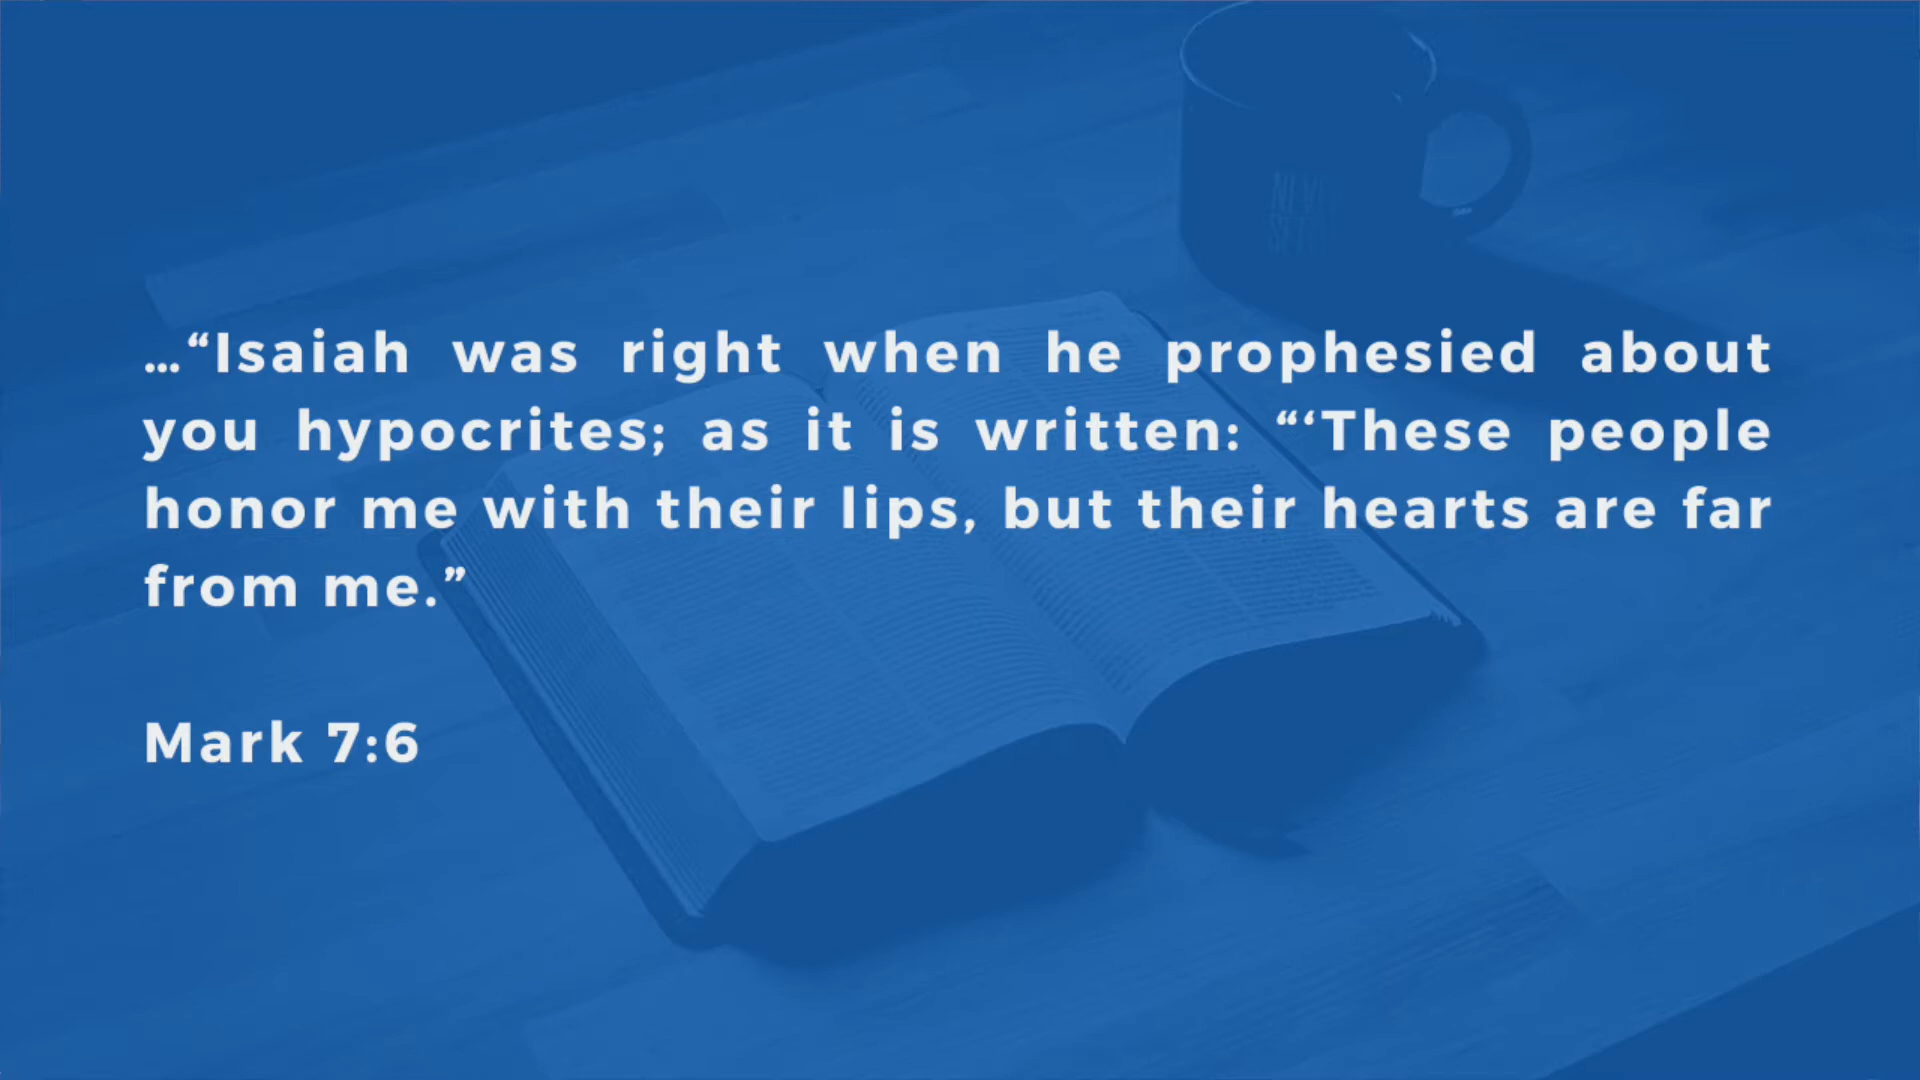 …“Isaiah was right when he prophesied about
you hypocrites; as it is written: “‘These people
honor me with their lips, but their hearts are far
from me.”
Mark 7:6